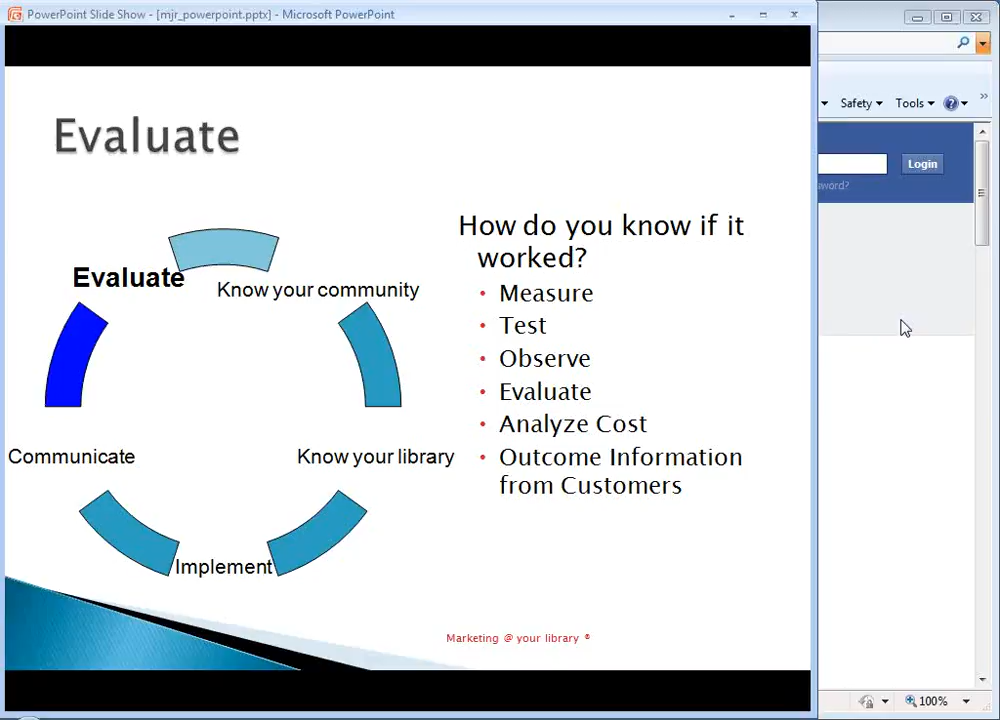 PowerPoint Slide Show - [mjr_powerpoint.pptx] - Microsoft PowerPoint
Safety
Tools
Login
word?
Evaluate
Evaluate
Know your community
Communicate
Know your library
Implement
How do you know if it
worked?
• Measure
• Test
• Observe
• Evaluate
• Analyze Cost
• Outcome Information
from Customers
Marketing @ your library ®
100%